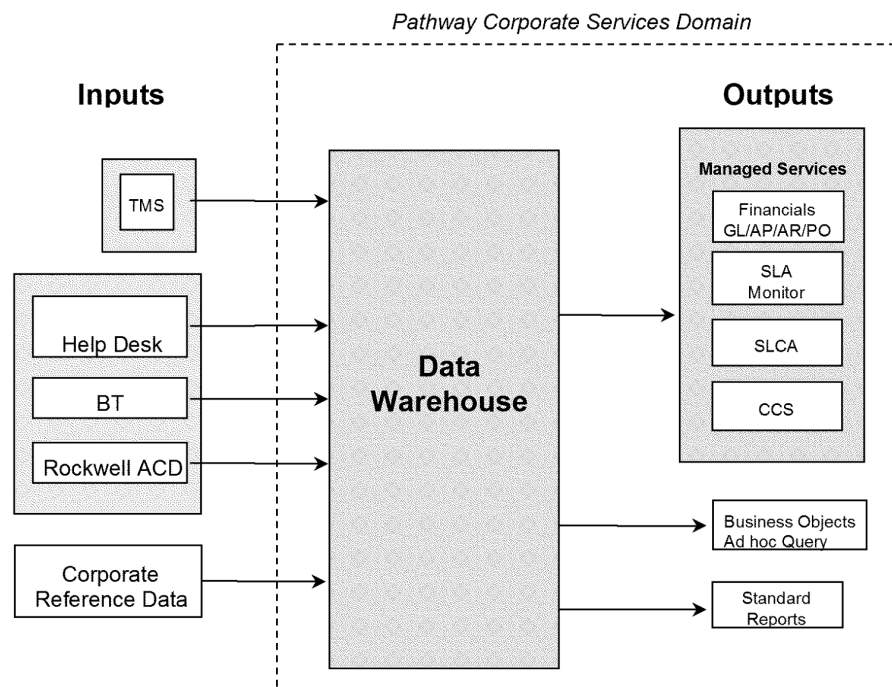 Pathway Corporate Services Domain
Inputs
Outputs
TMS
Help Desk
BT
Rockwell ACD
Corporate
Reference Data
Data
Warehouse
Managed Services
Financials
GL/AP/AR/PO
SLA
Monitor
SLCA
CCS
Business Objects
Ad hoc Query
Standard
Reports